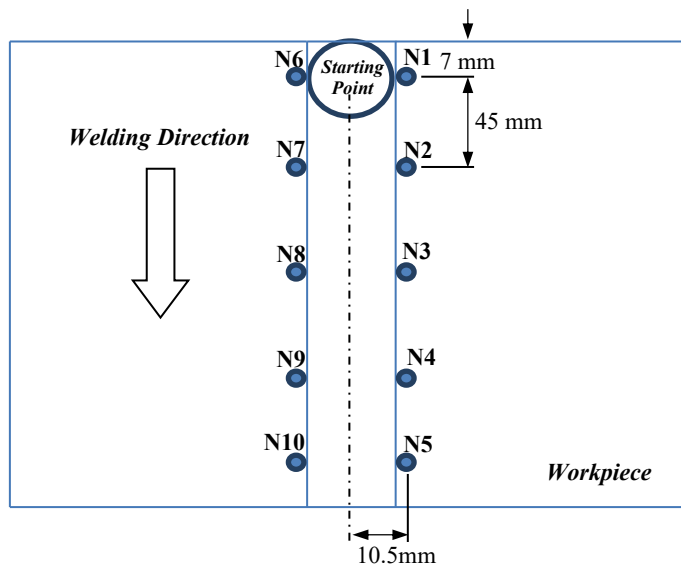 N6
Starting
Point
N1
7 mm
45 mm
Welding Direction
N7
N2
N8
N3
N9
N4
N10
N5
Workpiece
10.5mm